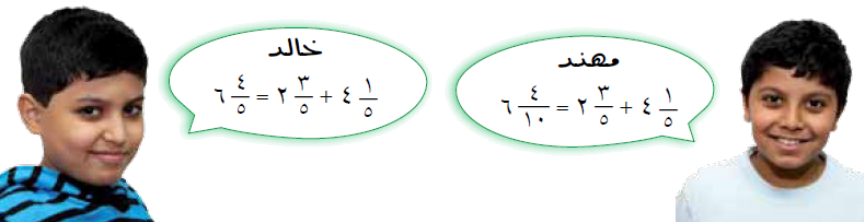 مهند
٤ ١/٥ + ٢ ٣/٥ = ٦ ٤/١٠
خالد
٤ ١/٥ + ٢ ٣/٥ = ٦ ٤/٥